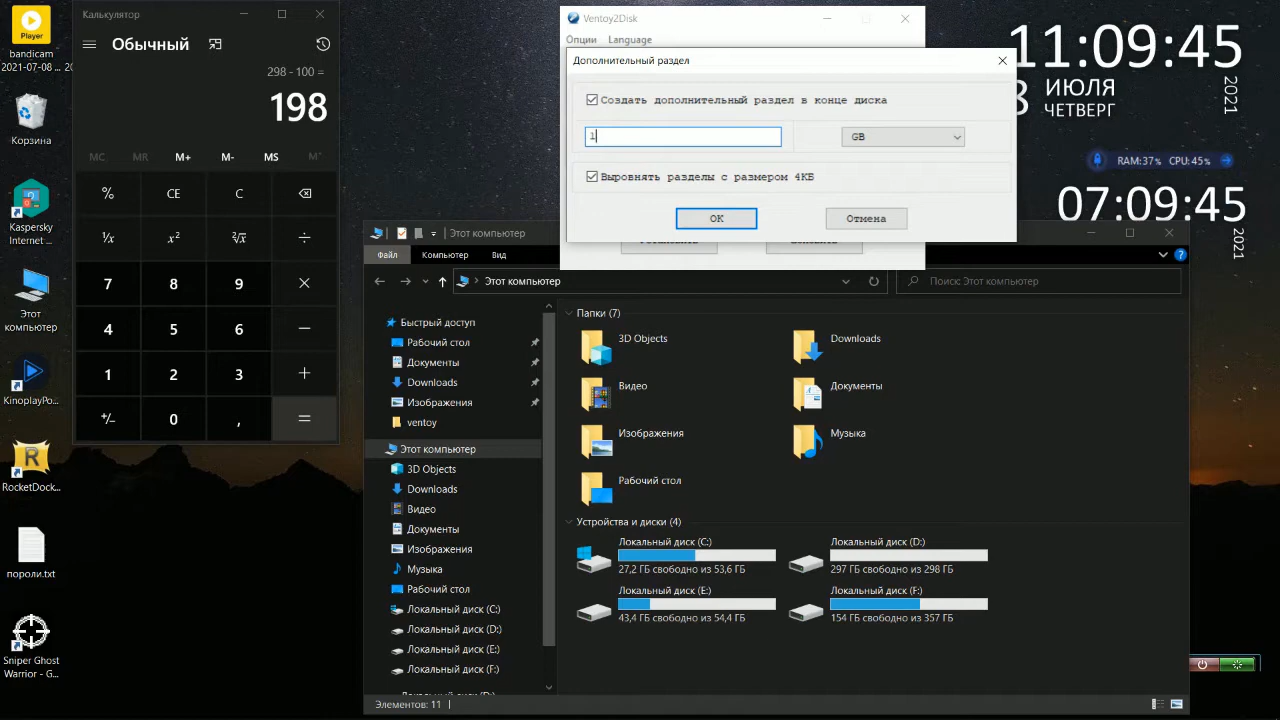 bandicam
2021-07-08 ...
Player
Корзина
Kaspersky
Internet ...
Этот
компьютер
KinoplayPo...
RocketDock...
пороли.txt
Sniper Ghost
Warrior - G...
Калькулятор
Обычный
298 - 100 =
198
MC MR M+ M- MS M˅
% CE C
¹/x x² ²√x ÷
7 8 9 ×
4 5 6 −
1 2 3 +
+/- 0 , =
Ventoy2Disk
Опции Language
Дополнительный раздел
Создать дополнительный раздел в конце диска
1
GB
Выровнять разделы с размером 4КБ
OK Отмена
11:09:45
8 ИЮЛЯ
ЧЕТВЕРГ
2021
RAM:37% CPU:45%
07:09:45
2021
Этот компьютер
Файл Компьютер Вид
Этот компьютер
Поиск: Этот компьютер
Быстрый доступ
Рабочий стол
Документы
Downloads
Изображения
ventoy
Этот компьютер
3D Objects
Downloads
Видео
Документы
Изображения
Музыка
Рабочий стол
Локальный диск (C:)
Локальный диск (D:)
Локальный диск (E:)
Локальный диск (F:)
Папки (7)
3D Objects Downloads
Видео Документы
Изображения Музыка
Рабочий стол
Устройства и диски (4)
Локальный диск (C:)
27,2 ГБ свободно из 53,6 ГБ
Локальный диск (D:)
297 ГБ свободно из 298 ГБ
Локальный диск (E:)
43,4 ГБ свободно из 54,4 ГБ
Локальный диск (F:)
154 ГБ свободно из 357 ГБ
Элементов: 11